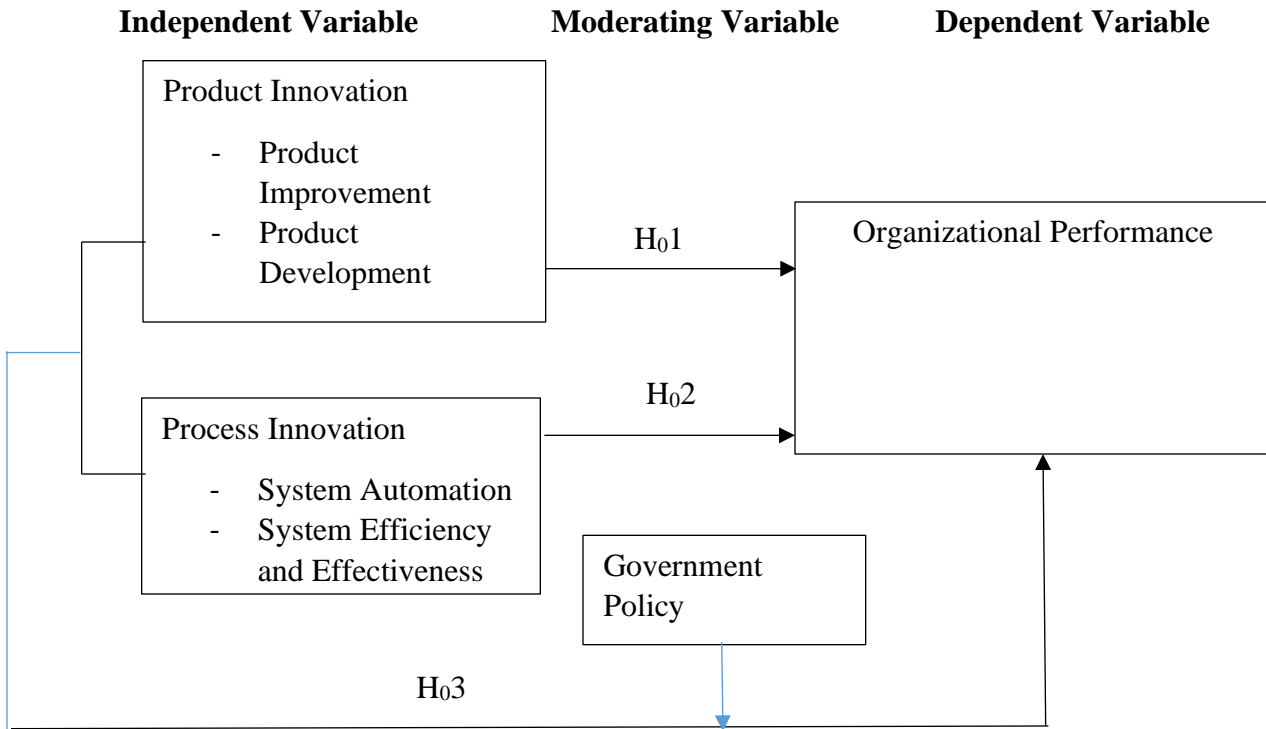 Independent Variable
Moderating Variable
Dependent Variable
Product Innovation
- Product
Improvement
- Product
Development
H₀1
Organizational Performance
H₀2
Process Innovation
- System Automation
- System Efficiency
and Effectiveness
Government
Policy
H₀3